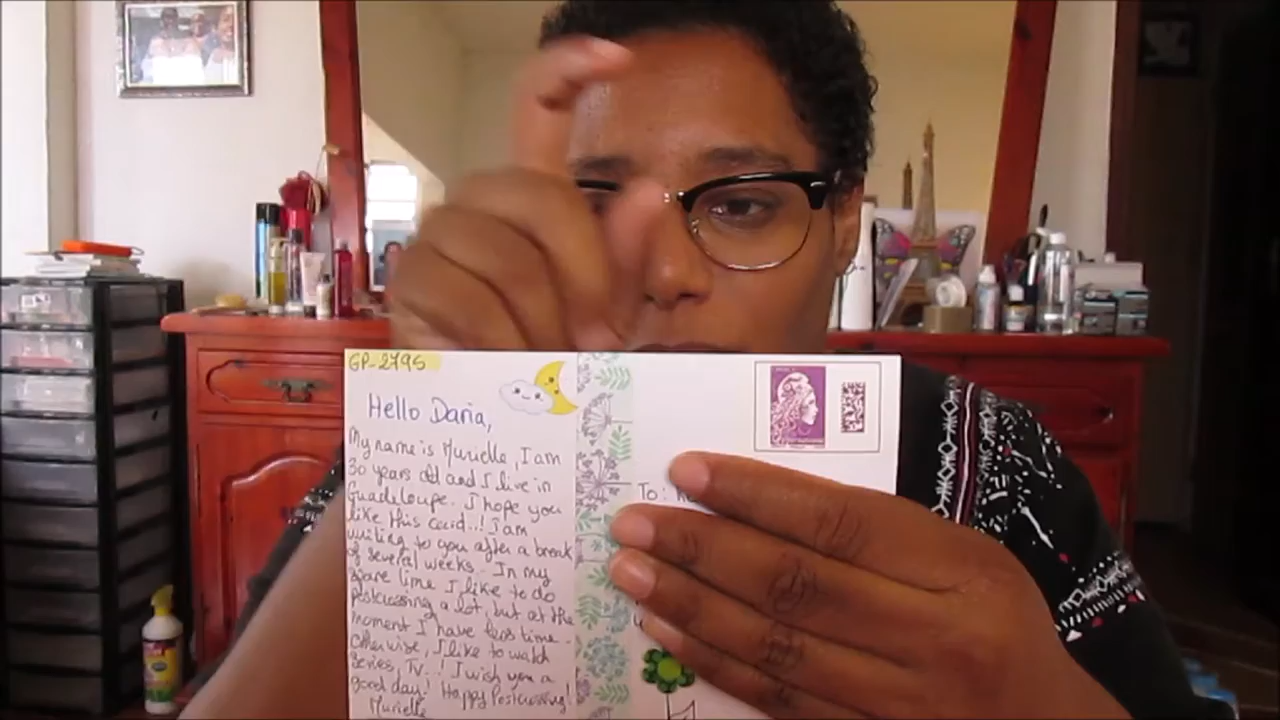 GP-2795
Hello Daria,
My name is Murielle, I am
30 years old and I live in
Guadeloupe. I hope you
like this card..! I am
writing to you after a break
of several weeks. In my
spare time I like to do
postcrossing a lot, but at the
moment I have less time.
Otherwise, I like to watch
series, TV..! I wish you a
good day! Happy Postcrossing!
Murielle
To: